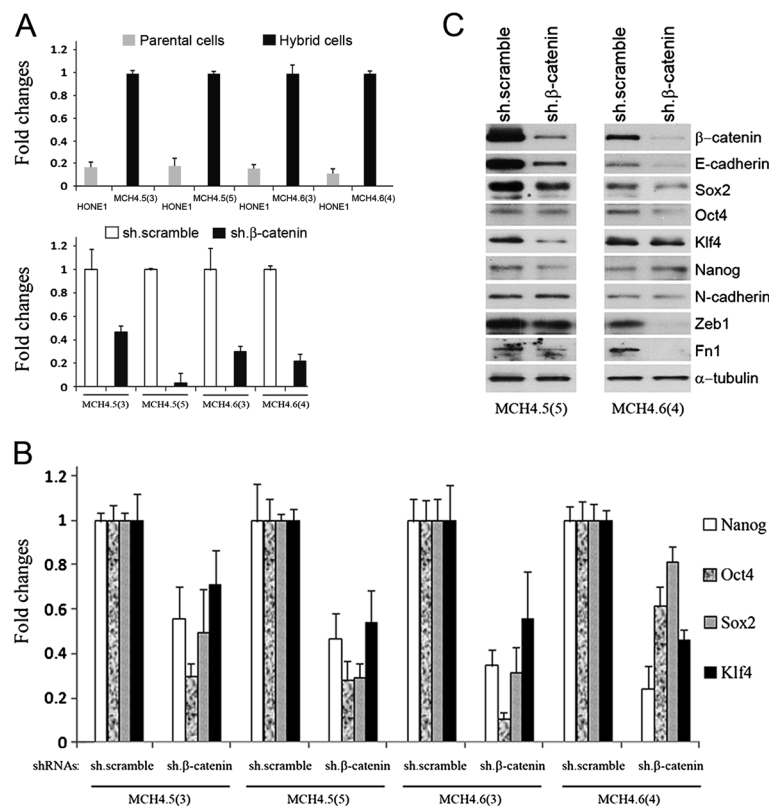 A
Parental cells
Hybrid cells
Fold changes
1.2
1
0.8
0.6
0.4
0.2
0
HONE1
MCH4.5(3)
HONE1
MCH4.5(5)
HONE1
MCH4.6(3)
HONE1
MCH4.6(4)
sh.scramble
sh.β-catenin
Fold changes
1.2
1
0.8
0.6
0.4
0.2
0
MCH4.5(3)
MCH4.5(5)
MCH4.6(3)
MCH4.6(4)
C
sh.scramble
sh.β-catenin
sh.scramble
sh.β-catenin
β-catenin
E-cadherin
Sox2
Oct4
Klf4
Nanog
N-cadherin
Zeb1
Fn1
α-tubulin
MCH4.5(5)
MCH4.6(4)
B
Fold changes
1.2
1
0.8
0.6
0.4
0.2
0
Nanog
Oct4
Sox2
Klf4
shRNAs: sh.scramble sh.β-catenin sh.scramble sh.β-catenin sh.scramble sh.β-catenin sh.scramble sh.β-catenin
MCH4.5(3) MCH4.5(5) MCH4.6(3) MCH4.6(4)